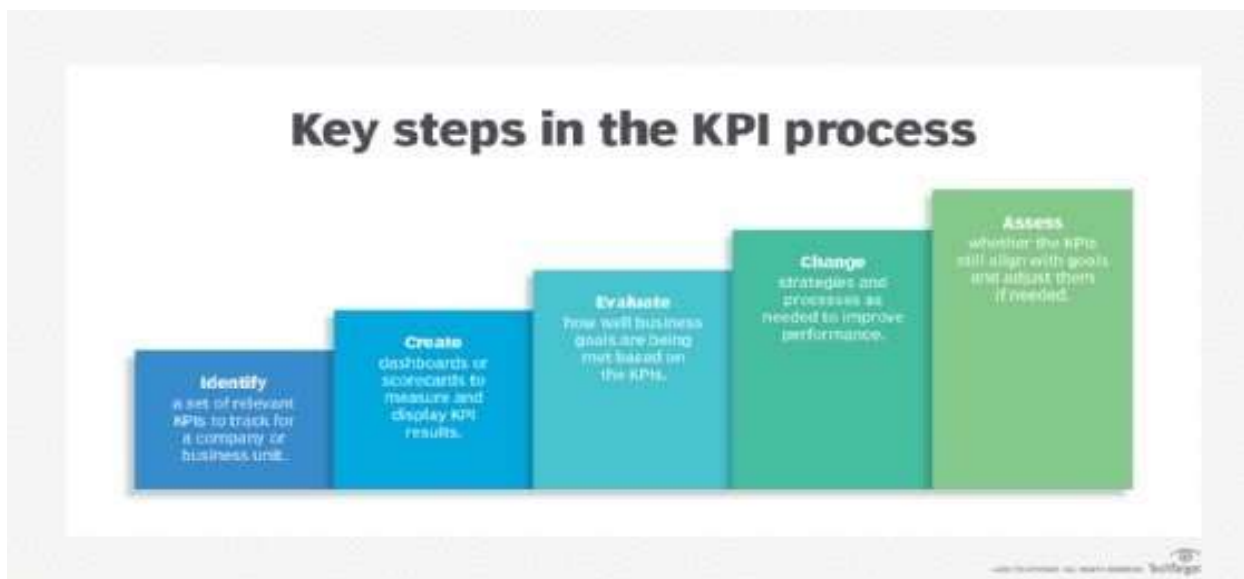 Key steps in the KPI process
Identify
a set of relevant
KPIs to track for
a company or
business unit.
Create
dashboards or
scorecards to
measure and
display KPI
results.
Evaluate
how well business
goals are being
met based on
the KPIs.
Change
strategies and
processes as
needed to improve
performance.
Assess
whether the KPIs
still align with goals
and adjust them
if needed.
TechTarget